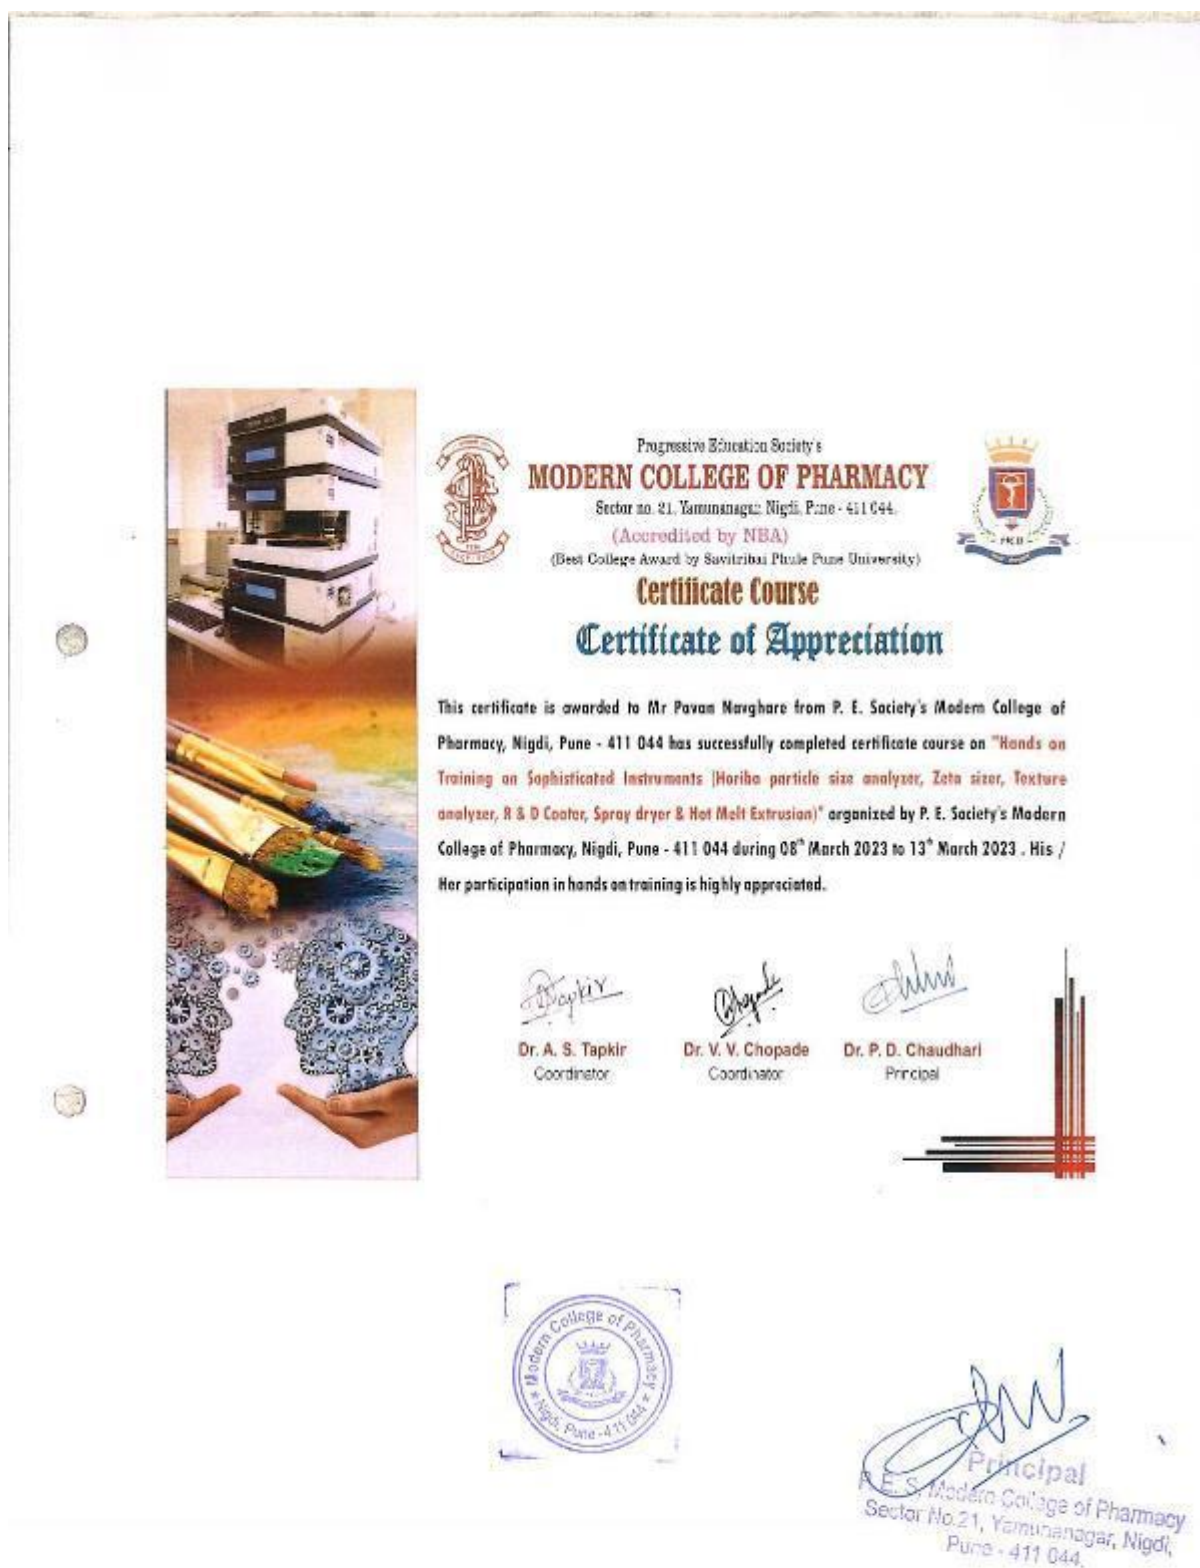 Progressive Education Society's
MODERN COLLEGE OF PHARMACY
Sector no. 21, Yamunanagar, Nigdi, Pune - 411 044.
(Accredited by NBA)
(Best College Award by Savitribai Phule Pune University)
Certificate Course
Certificate of Appreciation
This certificate is awarded to Mr Pavan Navghare from P. E. Society's Modern College of
Pharmacy, Nigdi, Pune - 411 044 has successfully completed certificate course on "Hands on
Training on Sophisticated Instruments (Horiba particle size analyzer, Zeta sizer, Texture
analyzer, R & D Coater, Spray dryer & Hot Melt Extrusion)" organized by P. E. Society's Modern
College of Pharmacy, Nigdi, Pune - 411 044 during 08th March 2023 to 13th March 2023 . His /
Her participation in hands on training is highly appreciated.
Dr. A. S. Tapkir
Coordinator
Dr. V. V. Chopade
Coordinator
Dr. P. D. Chaudhari
Principal
Modern College of Pharmacy
Nigdi, Pune - 411 044
Principal
P. E. S. Modern College of Pharmacy
Sector No.21, Yamunanagar, Nigdi,
Pune - 411 044.